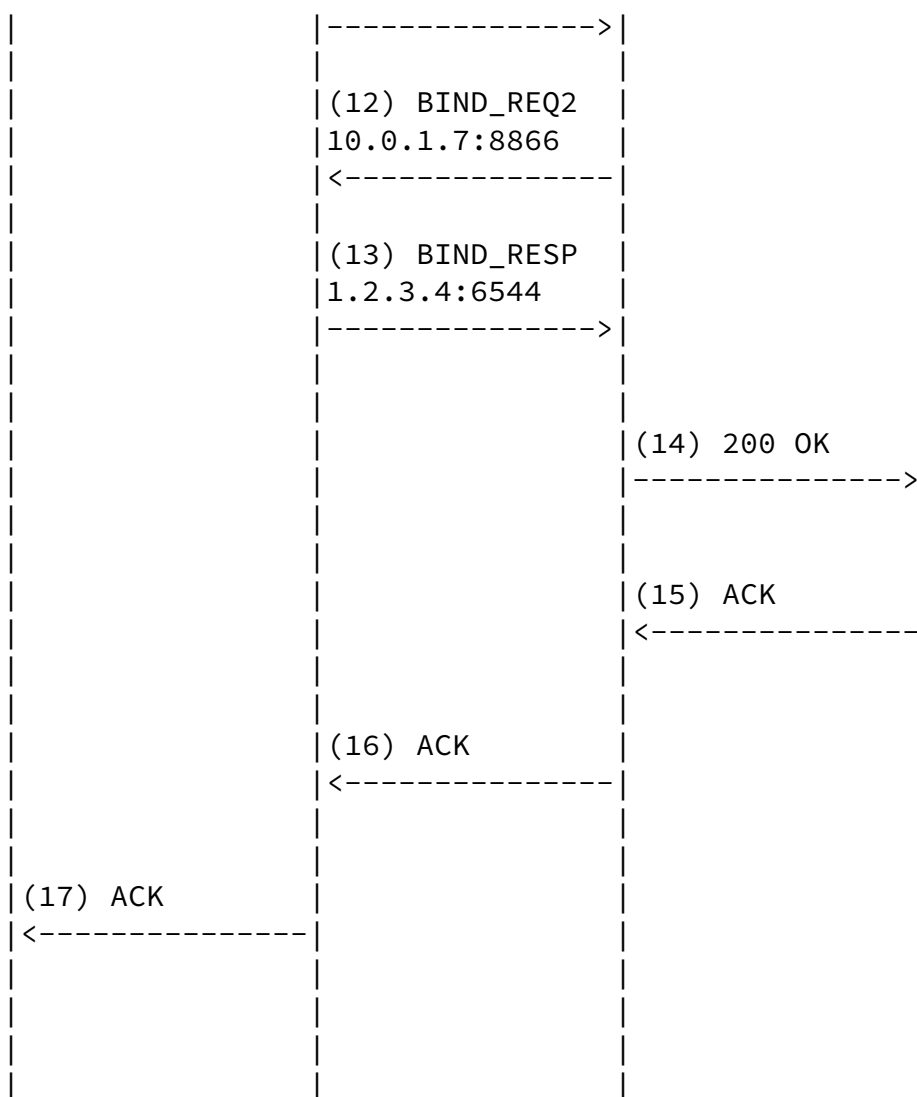 |                |--------------->|
|                |                |
|                |(12) BIND_REQ2  |
|                |10.0.1.7:8866   |
|                |<---------------|
|                |                |
|                |(13) BIND_RESP  |
|                |1.2.3.4:6544    |
|                |--------------->|
|                |                |
|                |                |
|                |                |(14) 200 OK
|                |                |--------------->
|                |                |
|                |                |
|                |                |(15) ACK
|                |                |<---------------
|                |                |
|                |                |
|                |(16) ACK        |
|                |<---------------|
|                |                |
|                |                |
|(17) ACK        |                |
|<---------------|                |
|                |                |
|                |                |
|                |                |
|                |                |